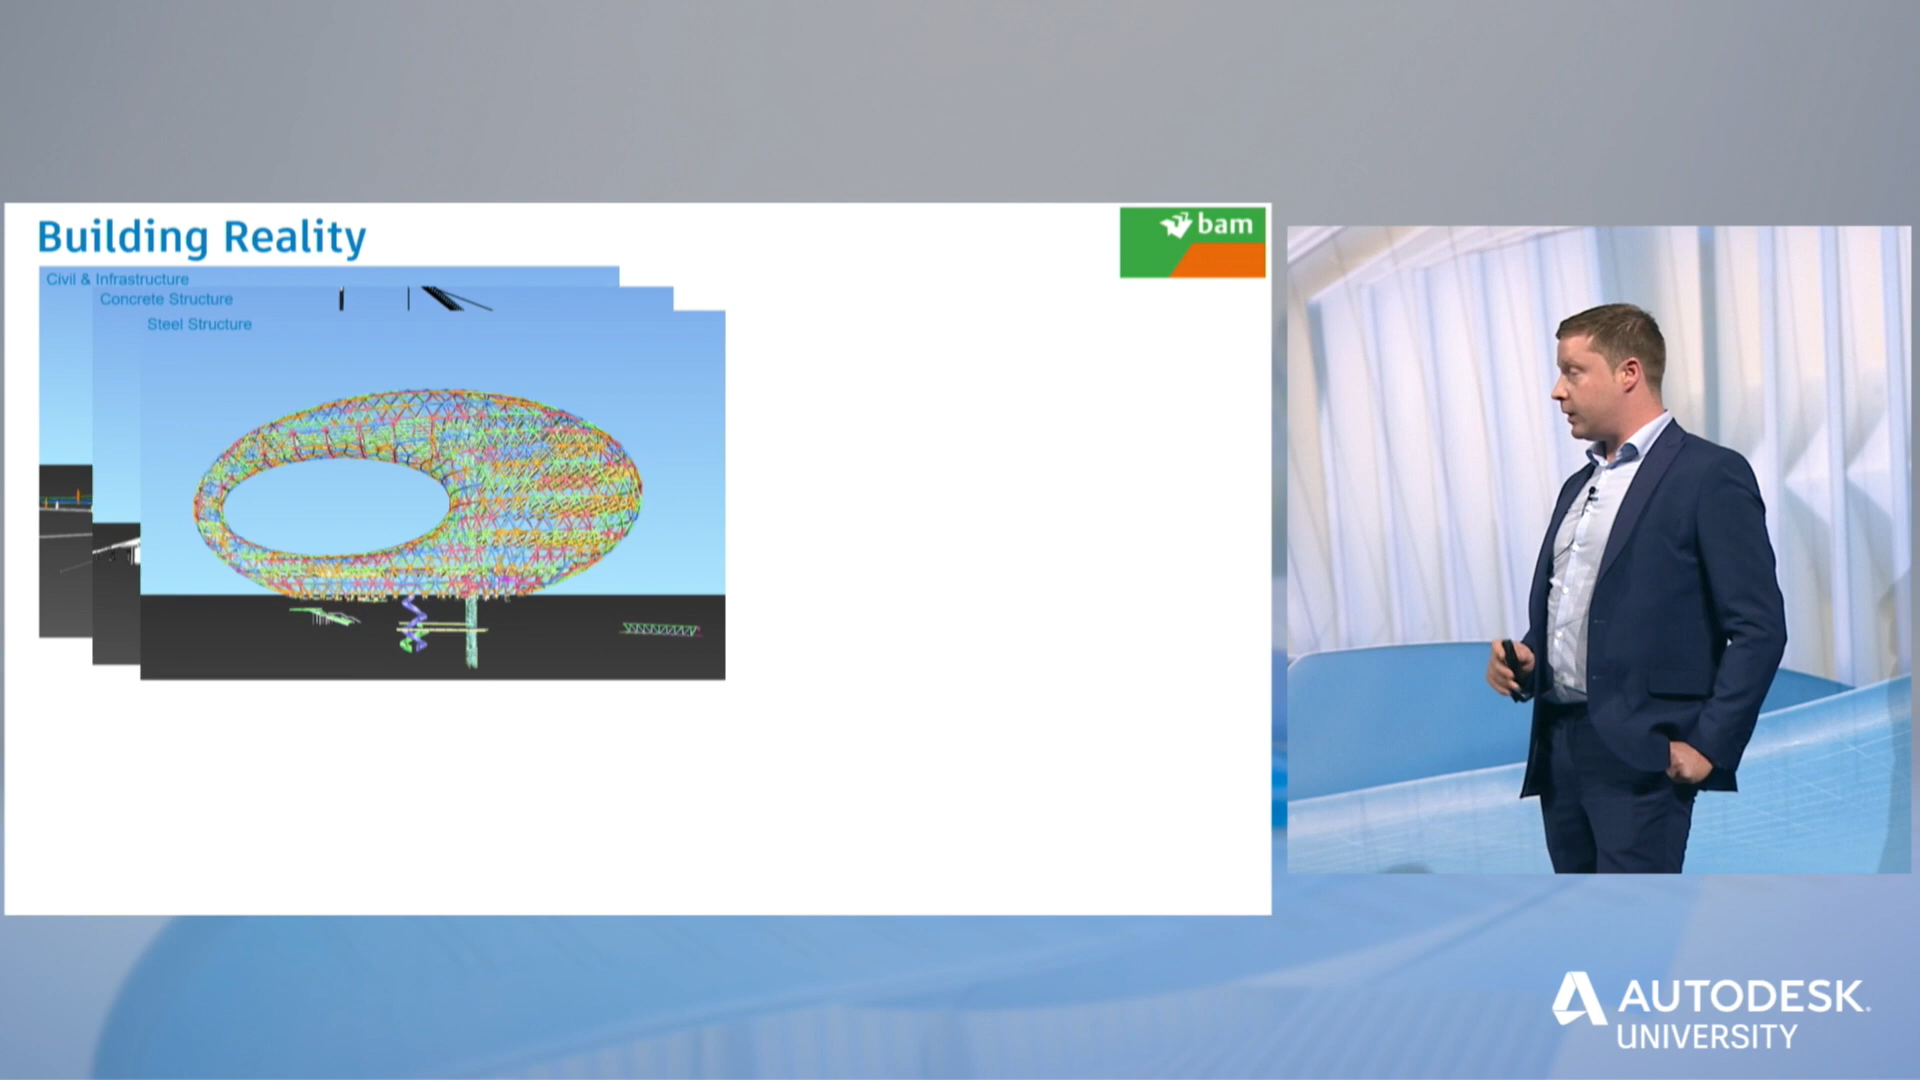 Building Reality
bam
Civil & Infrastructure
Concrete Structure
Steel Structure
AUTODESK.
UNIVERSITY